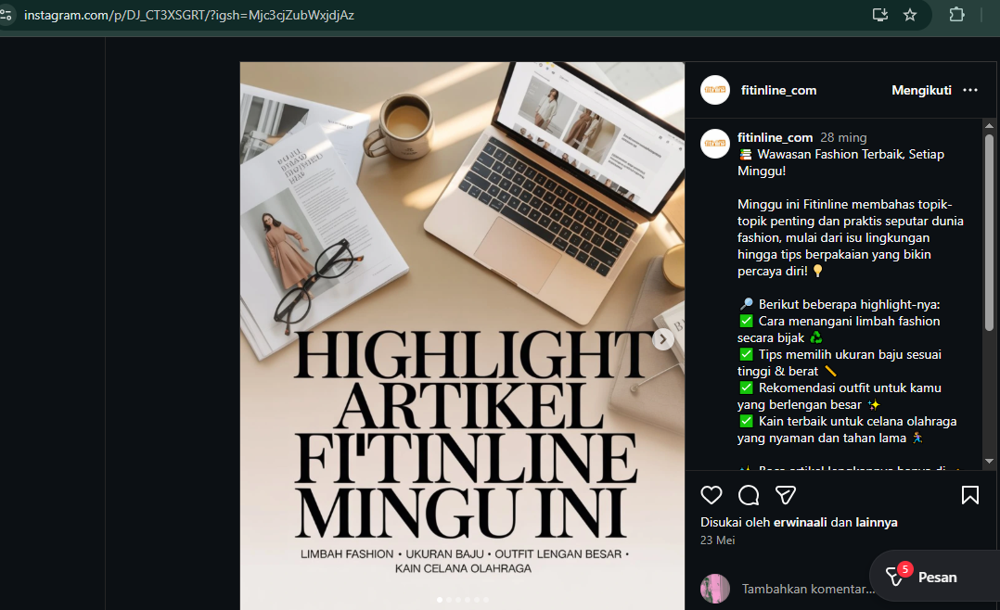 instagram.com/p/DJ_CT3XSGRT/?igsh=Mjc3cjZubWxjdjAz
HIGHLIGHT
ARTIKEL
FI'TINLINE
MINGU INI
LIMBAH FASHION • UKURAN BAJU • OUTFIT LENGAN BESAR •
KAIN CELANA OLAHRAGA
fitinline_com
Mengikuti
fitinline_com 28 ming
📚 Wawasan Fashion Terbaik, Setiap
Minggu!
Minggu ini Fitinline membahas topik-
topik penting dan praktis seputar dunia
fashion, mulai dari isu lingkungan
hingga tips berpakaian yang bikin
percaya diri! 👇
🔎 Berikut beberapa highlight-nya:
✅ Cara menangani limbah fashion
secara bijak ♻️
✅ Tips memilih ukuran baju sesuai
tinggi & berat 📏
✅ Rekomendasi outfit untuk kamu
yang berlengan besar ✨
✅ Kain terbaik untuk celana olahraga
yang nyaman dan tahan lama 🏃
Disukai oleh erwinaali dan lainnya
23 Mei
Tambahkan komentar...
5
Pesan